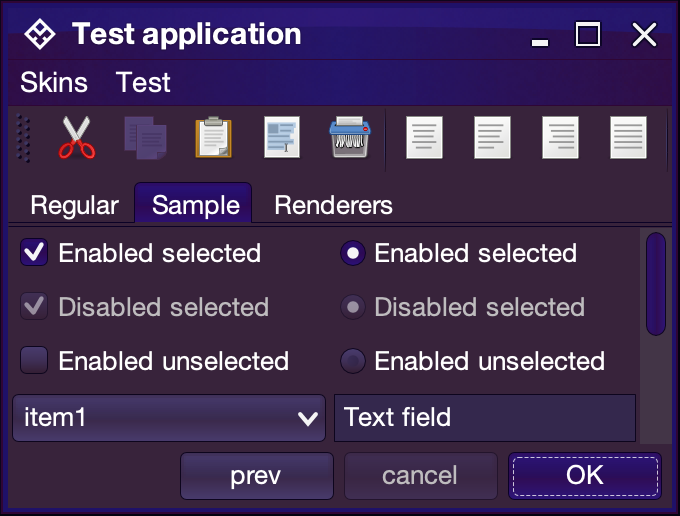 Test application
Skins Test
Regular Sample Renderers
Enabled selected Enabled selected
Disabled selected Disabled selected
Enabled unselected Enabled unselected
item1 Text field
prev cancel OK